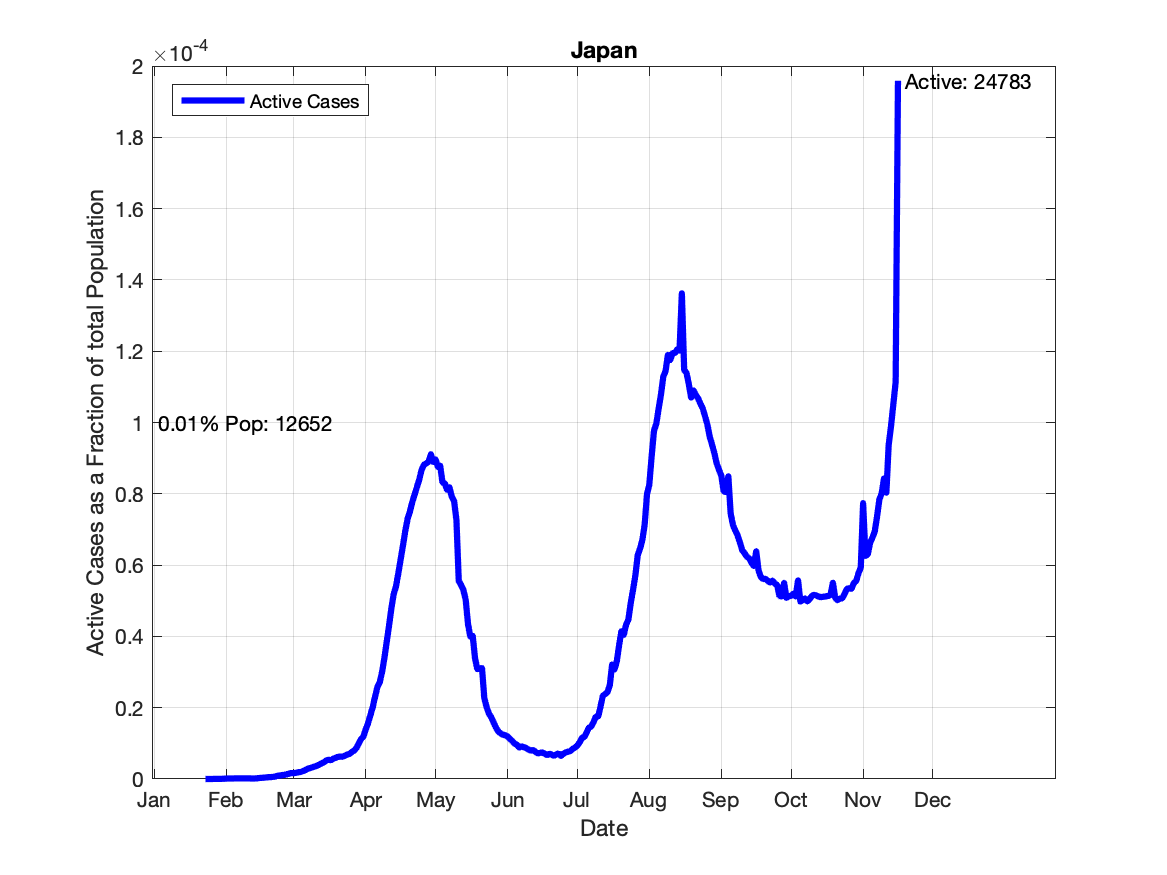 Japan
×10⁻⁴
2
1.8
1.6
1.4
1.2
1
0.8
0.6
0.4
0.2
0
Active Cases as a Fraction of total Population
Active Cases
Active: 24783
0.01% Pop: 12652
Jan Feb Mar Apr May Jun Jul Aug Sep Oct Nov Dec
Date